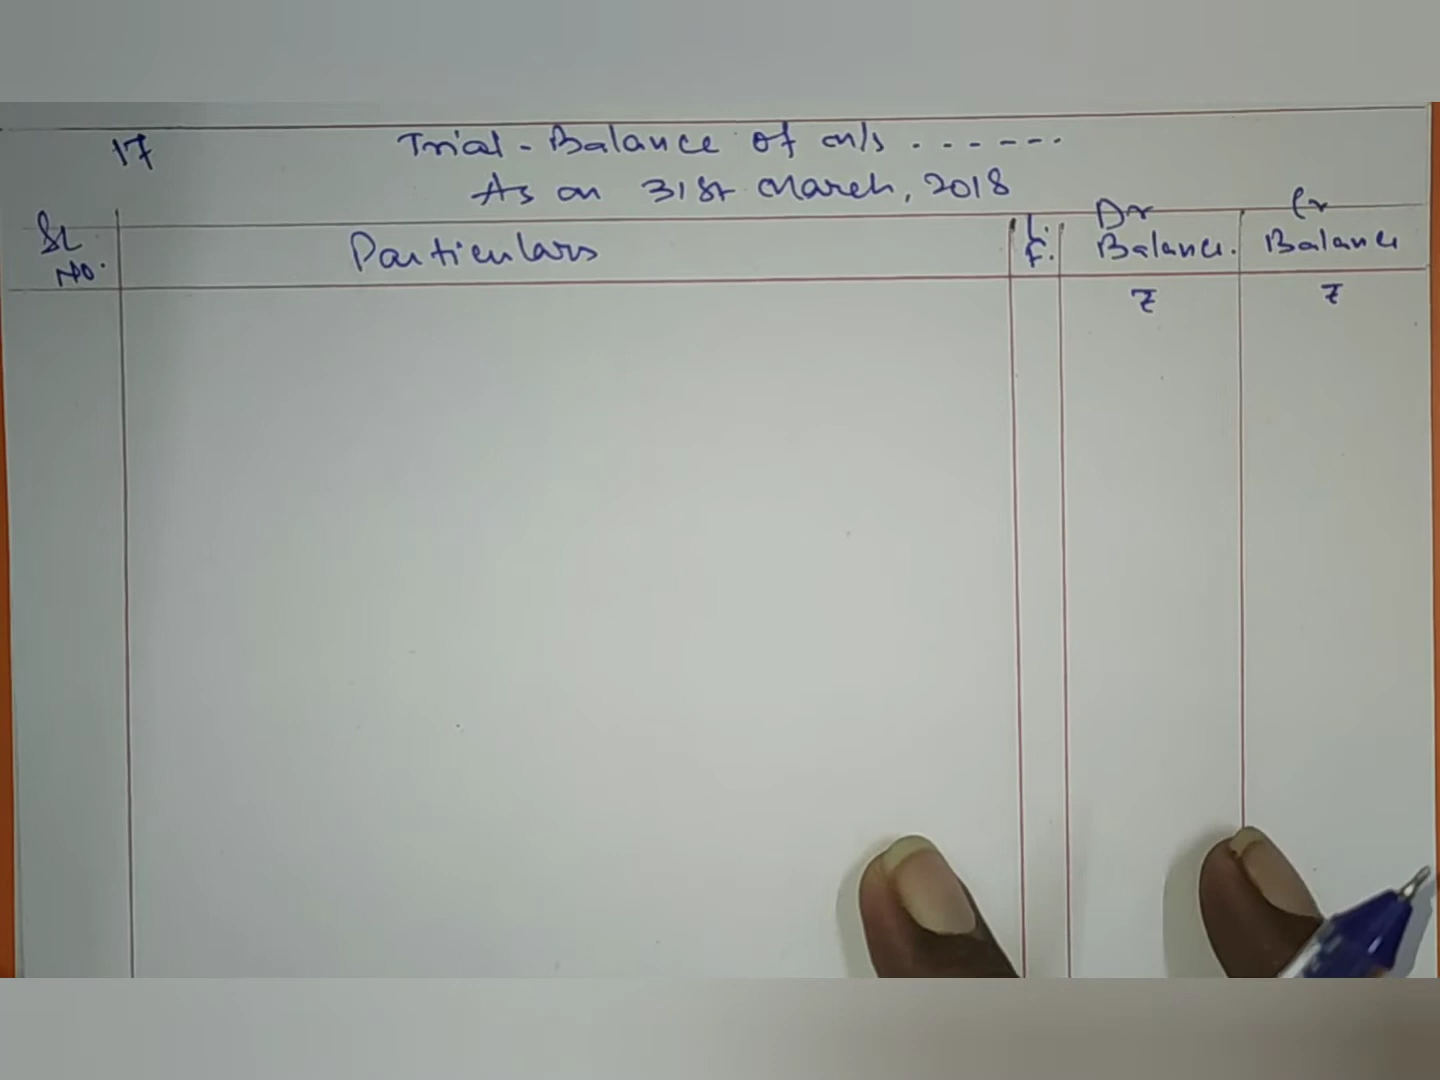 17 Trial-Balance of M/s .......
As on 31st March, 2018
SL No. Particulars L.F. Dr Balance. Cr Balance
₹ ₹